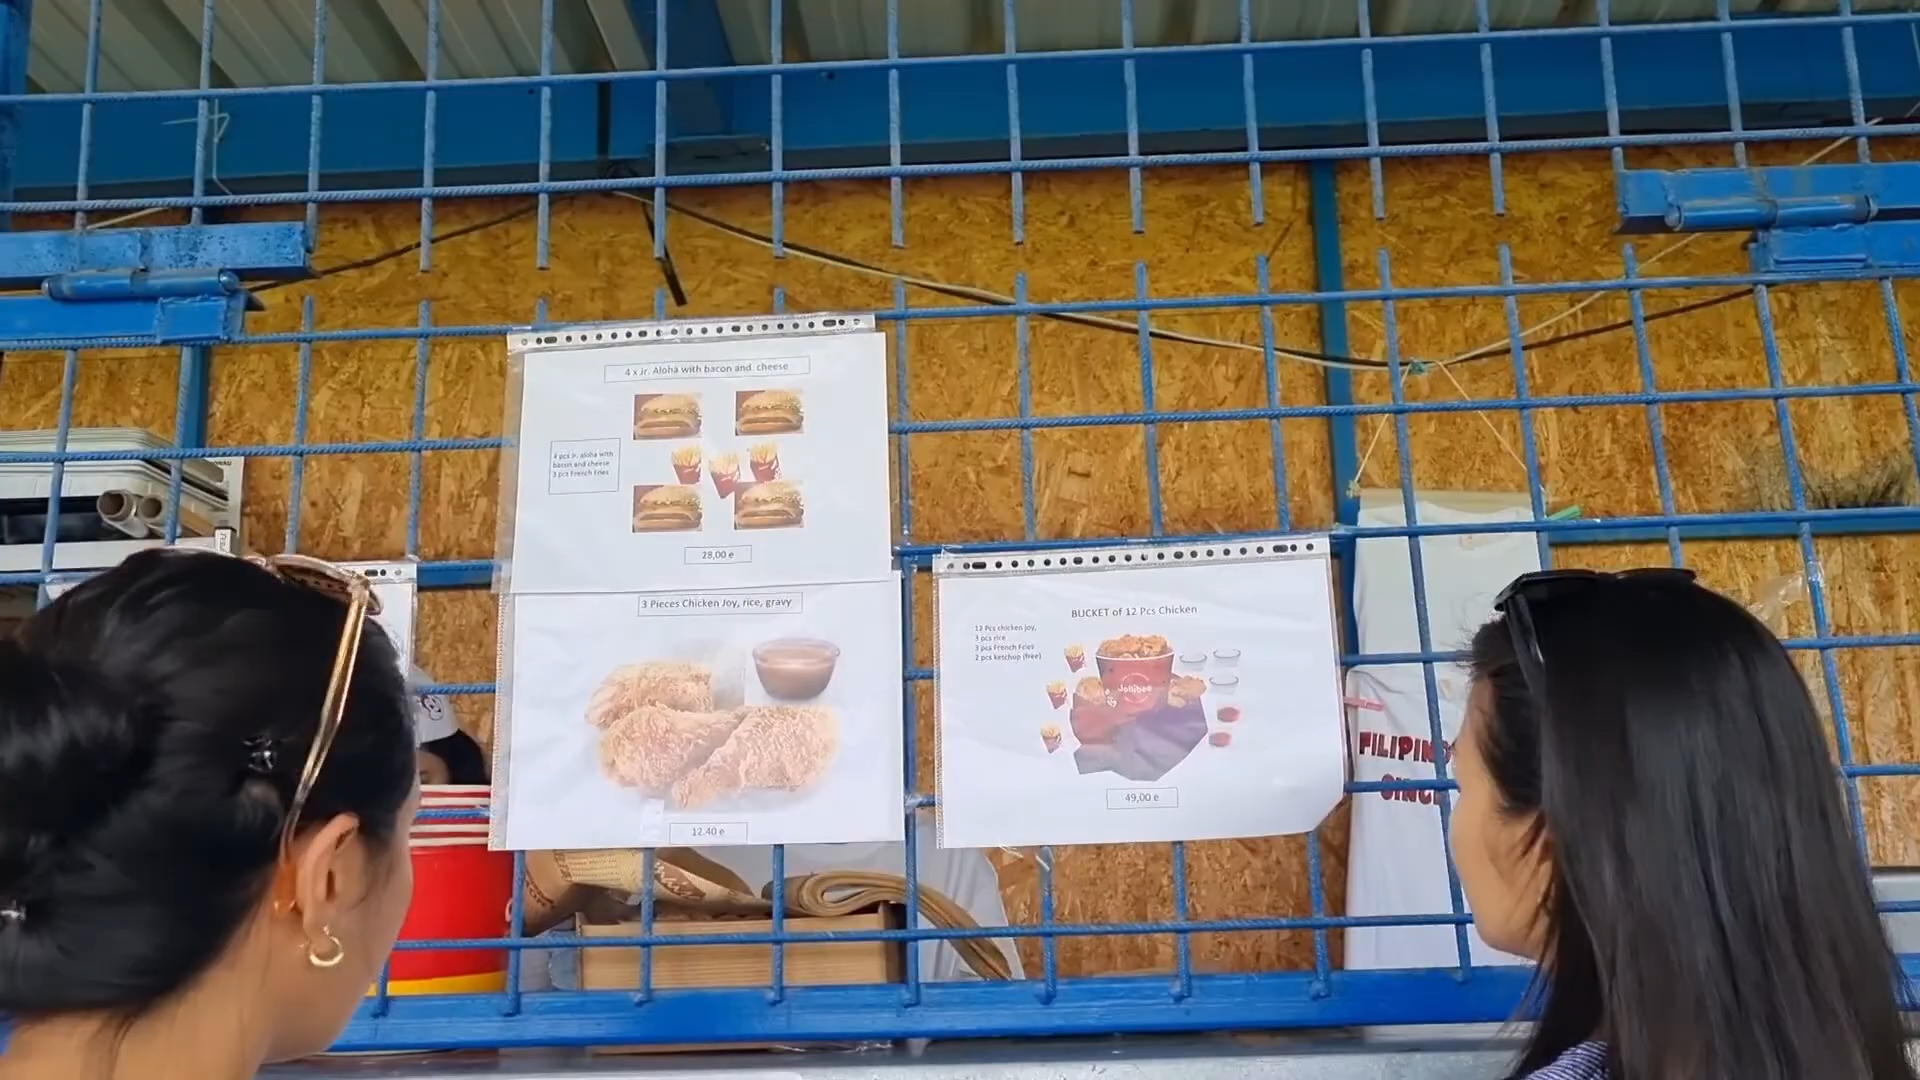 4 x Jr. Aloha with bacon and cheese
4 pcs Jr. aloha with
bacon and cheese
3 pcs French Fries
28,00 e
3 Pieces Chicken Joy, rice, gravy
12.40 e
BUCKET of 12 Pcs Chicken
12 Pcs chicken joy,
3 pcs rice
3 pcs French Fries
2 pcs ketchup (free)
Jollibee
49,00 e